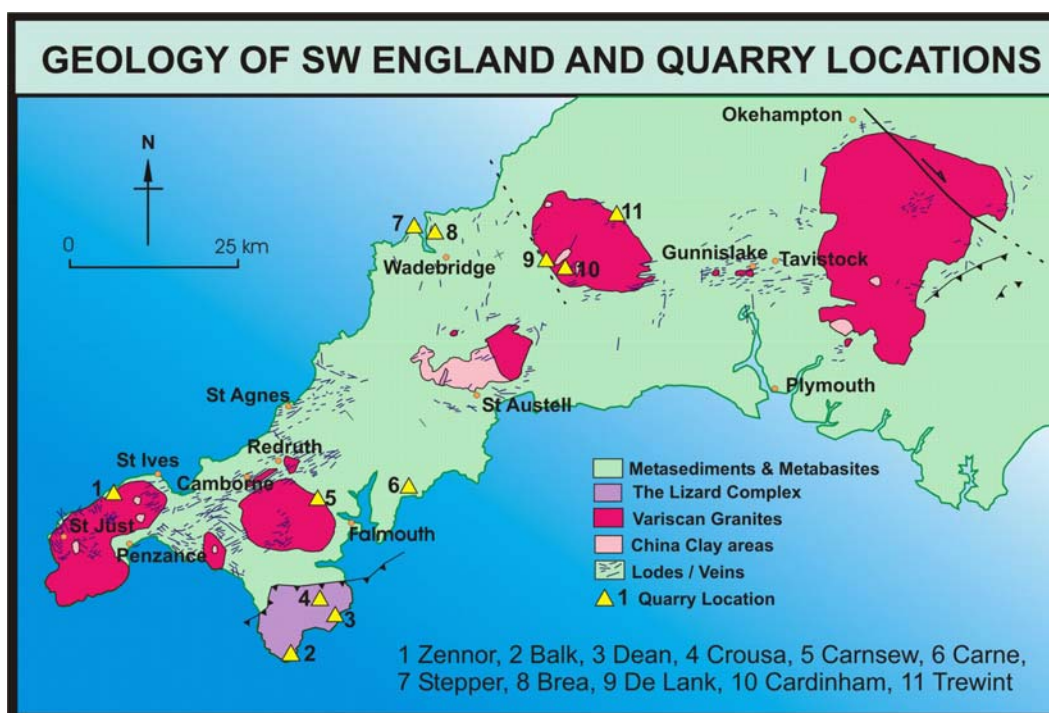 GEOLOGY OF SW ENGLAND AND QUARRY LOCATIONS
Okehampton
N
7
8
11
0
25 km
Wadebridge
9
10
Gunnislake
Tavistock
Plymouth
St Agnes
St Austell
Redruth
St Ives
Camborne
1
5
6
St Just
Penzance
Falmouth
4
3
2
Metasediments & Metabasites
The Lizard Complex
Variscan Granites
China Clay areas
Lodes / Veins
1 Quarry Location
1 Zennor, 2 Balk, 3 Dean, 4 Crousa, 5 Carnsew, 6 Carne,
7 Stepper, 8 Brea, 9 De Lank, 10 Cardinham, 11 Trewint